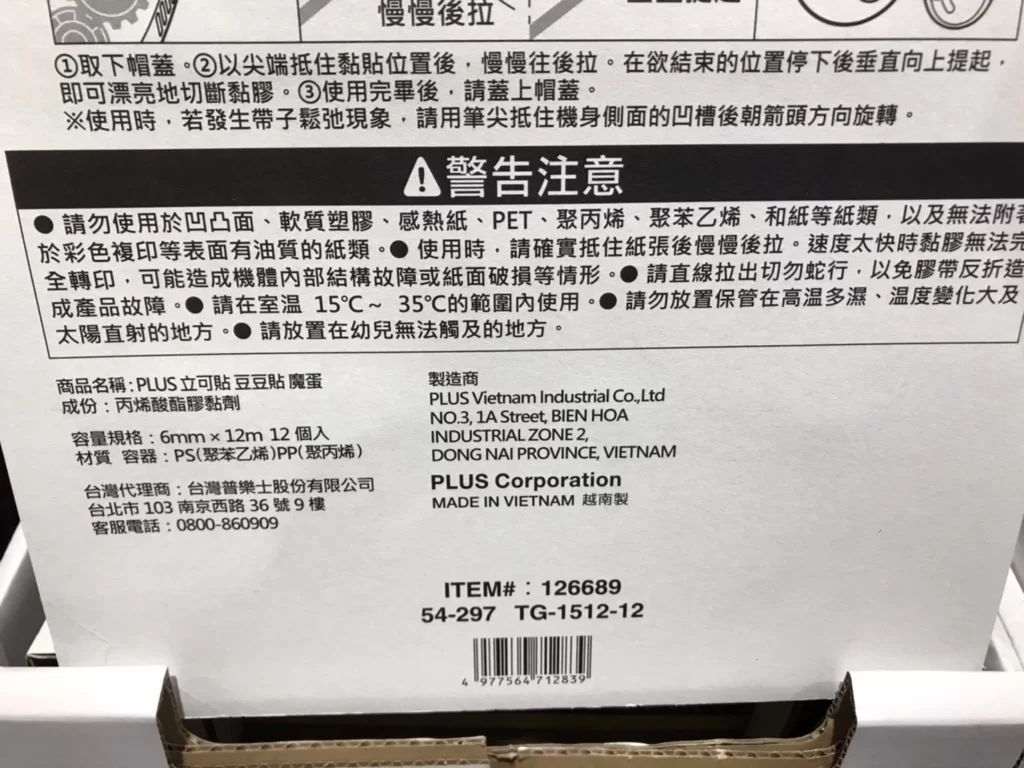 慢慢後拉
①取下帽蓋。②以尖端抵住黏貼位置後，慢慢往後拉。在欲結束的位置停下後垂直向上提起，
即可漂亮地切斷黏膠。③使用完畢後，請蓋上帽蓋。
※使用時，若發生帶子鬆弛現象，請用筆尖抵住機身側面的凹槽後朝箭頭方向旋轉。
⚠警告注意
● 請勿使用於凹凸面、軟質塑膠、感熱紙、PET、聚丙烯、聚苯乙烯、和紙等紙類，以及無法附著
於彩色複印等表面有油質的紙類。● 使用時，請確實抵住紙張後慢慢後拉。速度太快時黏膠無法完
全轉印，可能造成機體內部結構故障或紙面破損等情形。● 請直線拉出切勿蛇行，以免膠帶反折造
成產品故障。● 請在室溫 15℃～ 35℃的範圍內使用。● 請勿放置保管在高溫多濕、溫度變化大及
太陽直射的地方。● 請放置在幼兒無法觸及的地方。
商品名稱：PLUS 立可貼 豆豆貼 魔蛋
成份：丙烯酸酯膠黏劑
容量規格：6mm × 12m 12 個入
材質 容器：PS(聚苯乙烯)PP(聚丙烯)
台灣代理商：台灣普樂士股份有限公司
台北市 103 南京西路 36 號 9 樓
客服電話：0800-860909
製造商
PLUS Vietnam Industrial Co.,Ltd
NO.3, 1A Street, BIEN HOA
INDUSTRIAL ZONE 2,
DONG NAI PROVINCE, VIETNAM
PLUS Corporation
MADE IN VIETNAM 越南製
ITEM#：126689
54-297 TG-1512-12
4 977564 712839